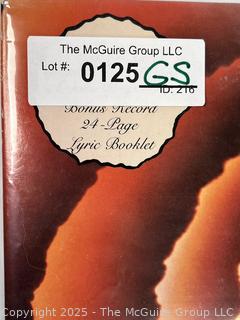 The McGuire Group LLC
Lot #: 0125 GS
ID: 216
Bonus Record
24-Page
Lyric Booklet
Copyright 2025 - The McGuire Group LLC